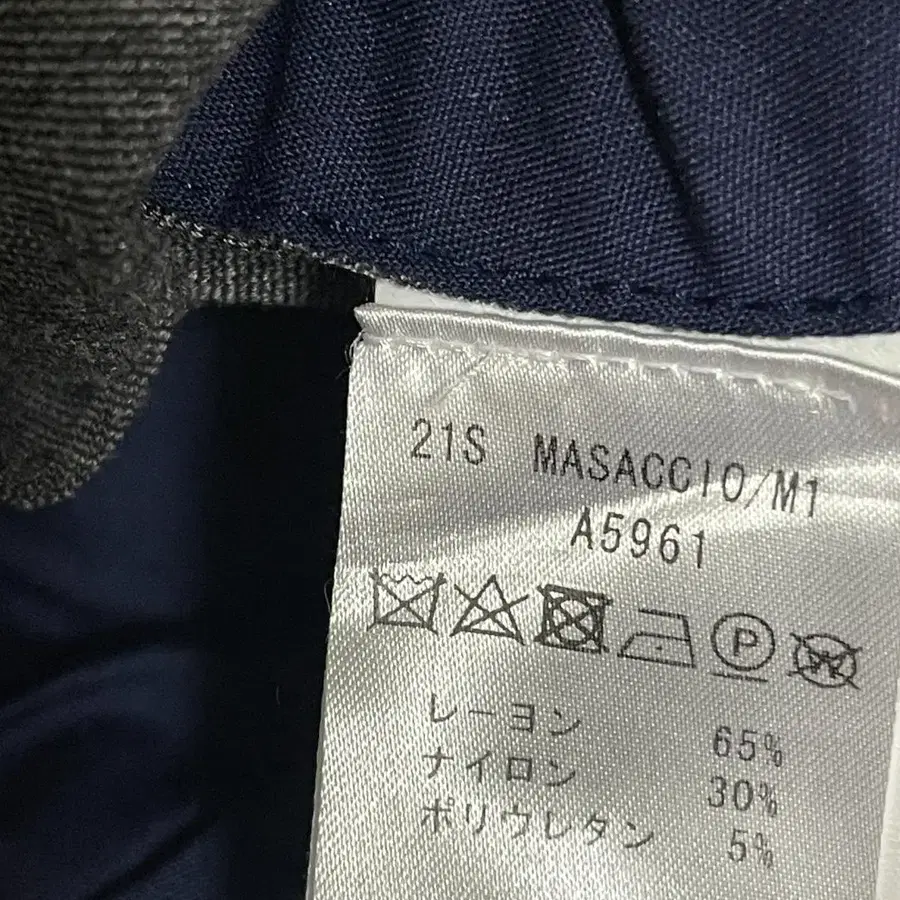 21S MASACCIO/M1
A5961
P
W
レーヨン 65%
ナイロン 30%
ポリウレタン 5%